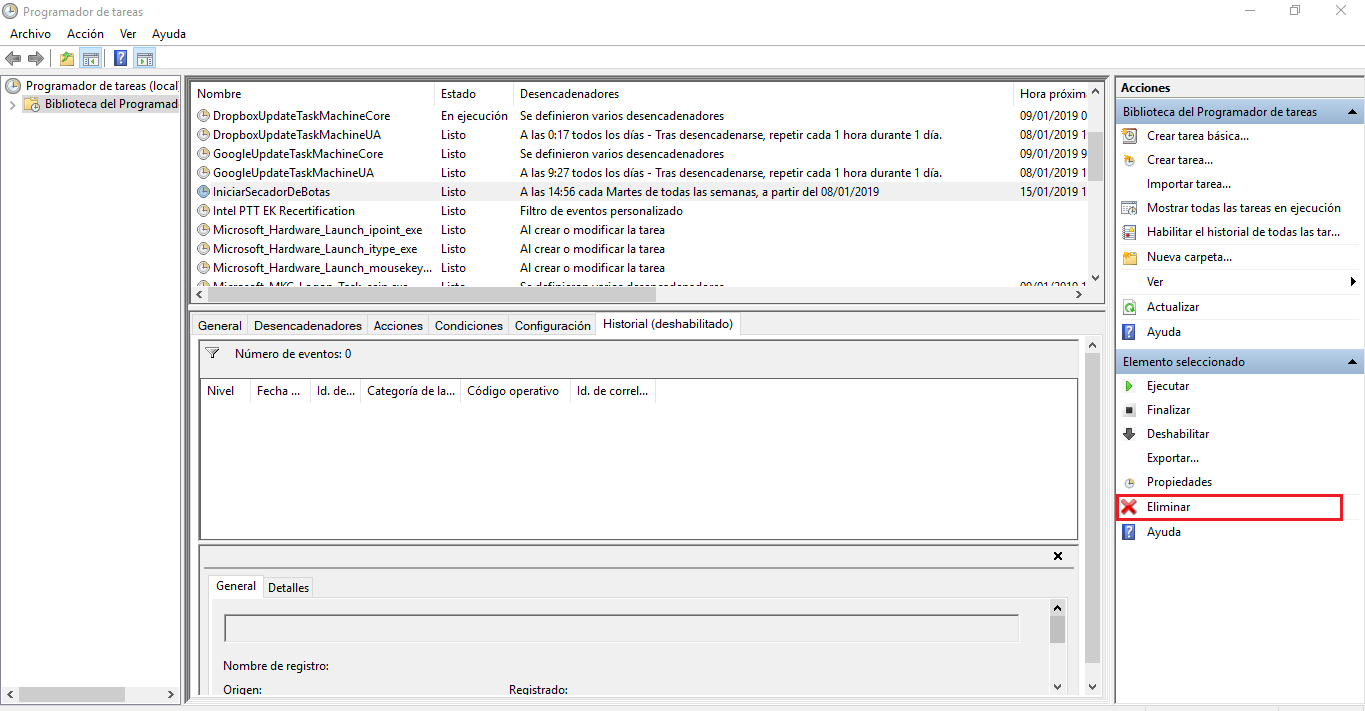 Programador de tareas
Archivo Acción Ver Ayuda
Programador de tareas (local
Biblioteca del Programad
Nombre Estado Desencadenadores Hora próxim
DropboxUpdateTaskMachineCore En ejecución Se definieron varios desencadenadores 09/01/2019 0
DropboxUpdateTaskMachineUA Listo A las 0:17 todos los días - Tras desencadenarse, repetir cada 1 hora durante 1 día. 08/01/2019 1
GoogleUpdateTaskMachineCore Listo Se definieron varios desencadenadores 09/01/2019 9
GoogleUpdateTaskMachineUA Listo A las 9:27 todos los días - Tras desencadenarse, repetir cada 1 hora durante 1 día. 08/01/2019 1
IniciarSecadorDeBotas Listo A las 14:56 cada Martes de todas las semanas, a partir del 08/01/2019 15/01/2019 1
Intel PTT EK Recertification Listo Filtro de eventos personalizado
Microsoft_Hardware_Launch_ipoint_exe Listo Al crear o modificar la tarea
Microsoft_Hardware_Launch_itype_exe Listo Al crear o modificar la tarea
Microsoft_Hardware_Launch_mousekey... Listo Al crear o modificar la tarea
General Desencadenadores Acciones Condiciones Configuración Historial (deshabilitado)
Número de eventos: 0
Nivel Fecha ... Id. de... Categoría de la... Código operativo Id. de correl...
General Detalles
Nombre de registro:
Origen: Registrado:
Acciones
Biblioteca del Programador de tareas
Crear tarea básica...
Crear tarea...
Importar tarea...
Mostrar todas las tareas en ejecución
Habilitar el historial de todas las tar...
Nueva carpeta...
Ver
Actualizar
Ayuda
Elemento seleccionado
Ejecutar
Finalizar
Deshabilitar
Exportar...
Propiedades
Eliminar
Ayuda